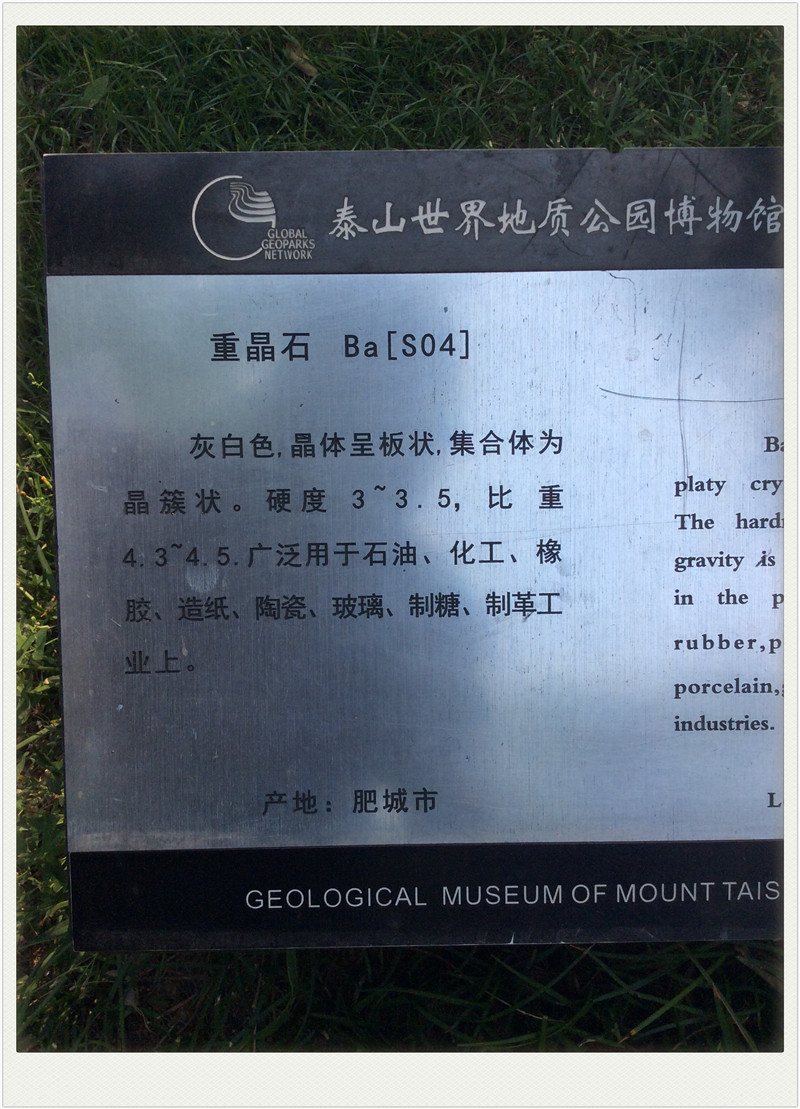 GLOBAL
GEOPARKS
NETWORK
泰山世界地质公园博物馆
重晶石 Ba[SO4]
灰白色,晶体呈板状,集合体为
晶簇状。硬度 3~3.5, 比重
4.3~4.5.广泛用于石油、化工、橡
胶、造纸、陶瓷、玻璃、制糖、制革工
业上。
产地：肥城市
Ba
platy cry
The hard
gravity is
in the p
rubber,p
porcelain,
industries.
L
GEOLOGICAL MUSEUM OF MOUNT TAIS